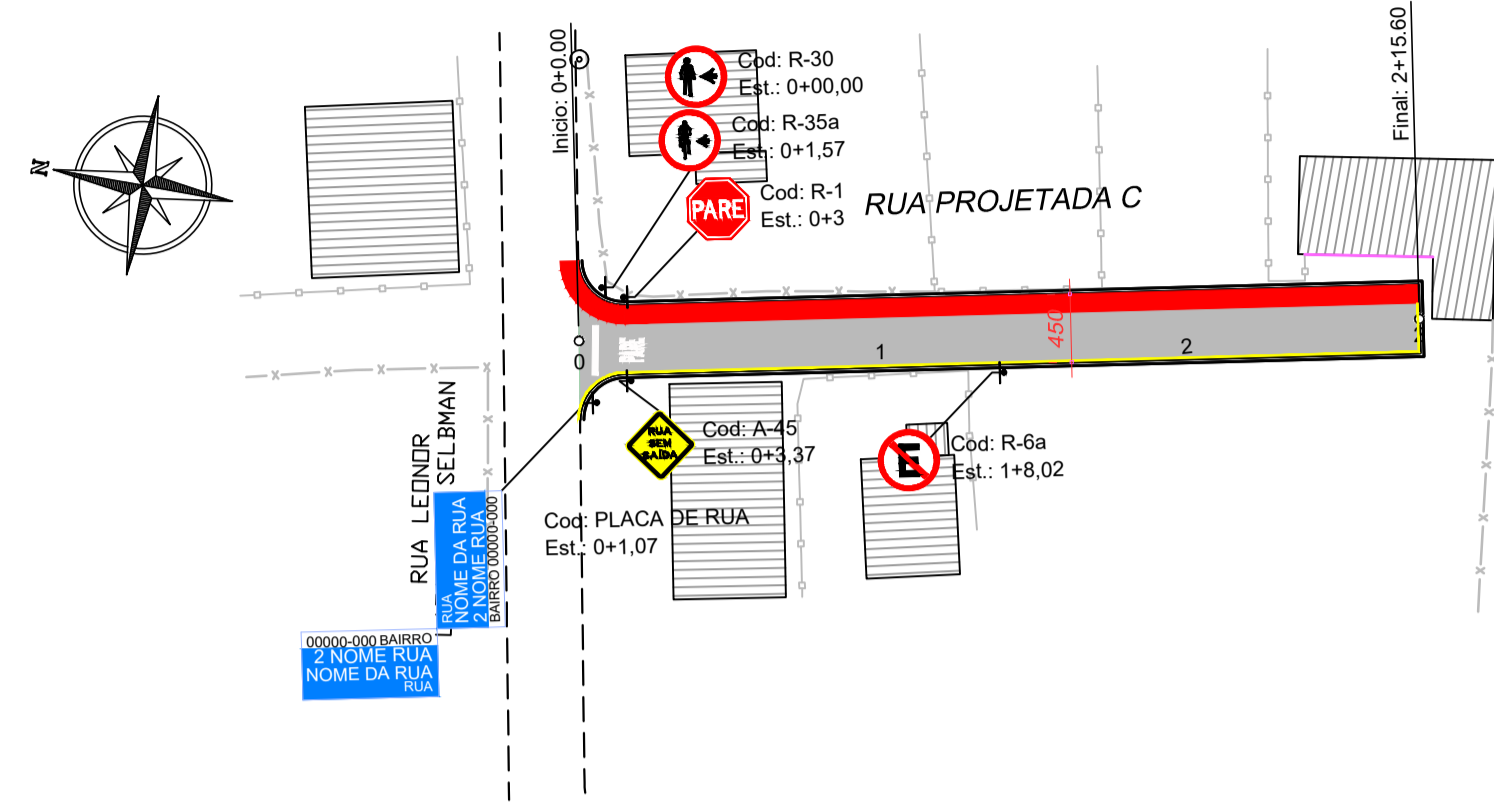 Inicio: 0+0.00
Final: 2+15.60
N
Cod: R-30
Est.: 0+00,00
Cod: R-35a
Est.: 0+1,57
PARE
Cod: R-1
Est.: 0+3
RUA PROJETADA C
450
0
PARE
1
2
RUA
SEM
SAÍDA
Cod: A-45
Est.: 0+3,37
E
Cod: R-6a
Est.: 1+8,02
Cod: PLACA DE RUA
Est.: 0+1,07
RUA LEONOR
SELBMAN
RUA
NOME DA RUA
2 NOME RUA
BAIRRO 00000-000
00000-000 BAIRRO
2 NOME RUA
NOME DA RUA
RUA